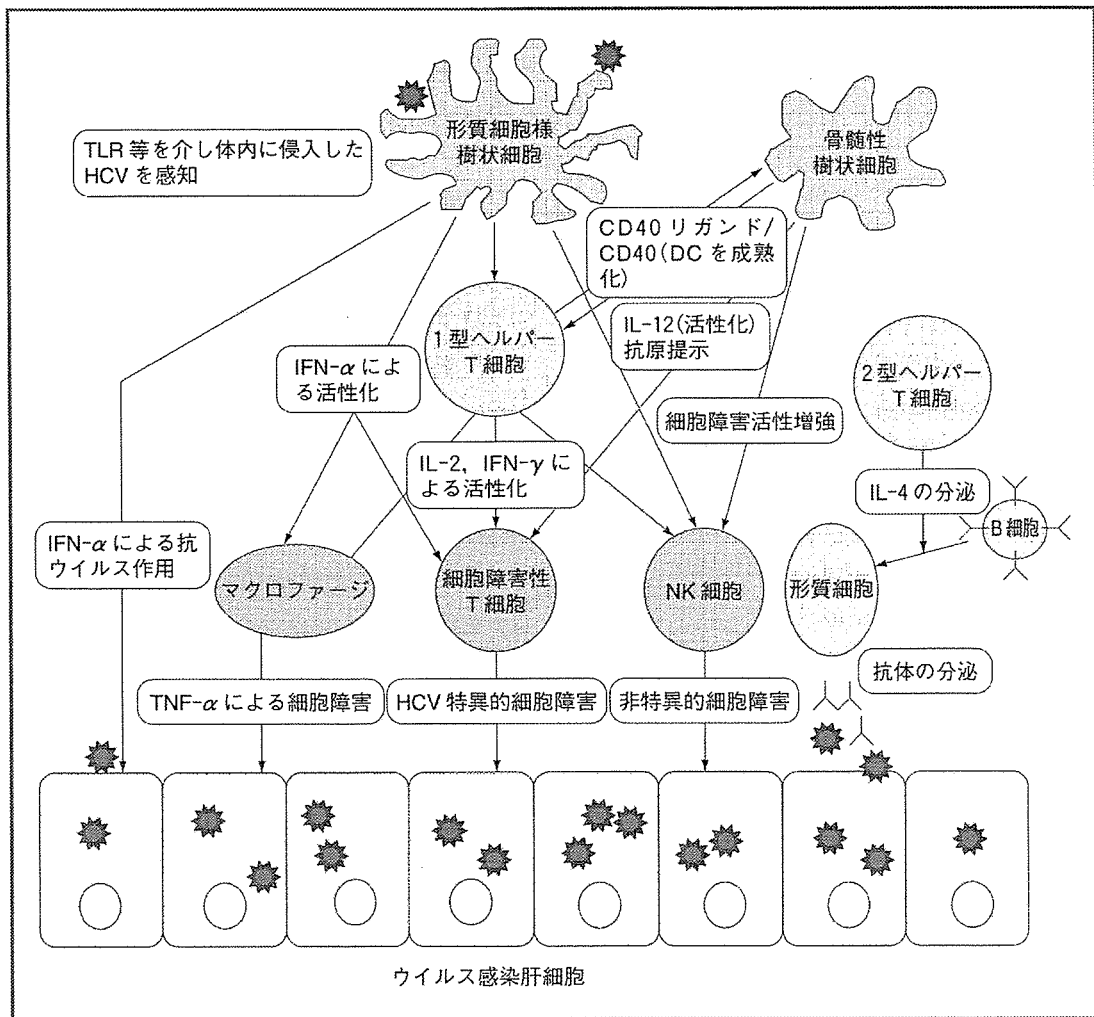 形質細胞様
樹状細胞
骨髄性
樹状細胞
TLR 等を介し体内に侵入した
HCV を感知
CD40 リガンド/
CD40(DC を成熟
化)
1型ヘルパー
T細胞
IL-12(活性化)
抗原提示
2型ヘルパー
T細胞
IFN-αによ
る活性化
細胞障害活性増強
IL-2, IFN-γに
よる活性化
IL-4 の分泌
B細胞
IFN-αによる抗
ウイルス作用
マクロファージ
細胞障害性
T細胞
NK 細胞
形質細胞
抗体の分泌
TNF-αによる細胞障害
HCV 特異的細胞障害
非特異的細胞障害
ウイルス感染肝細胞